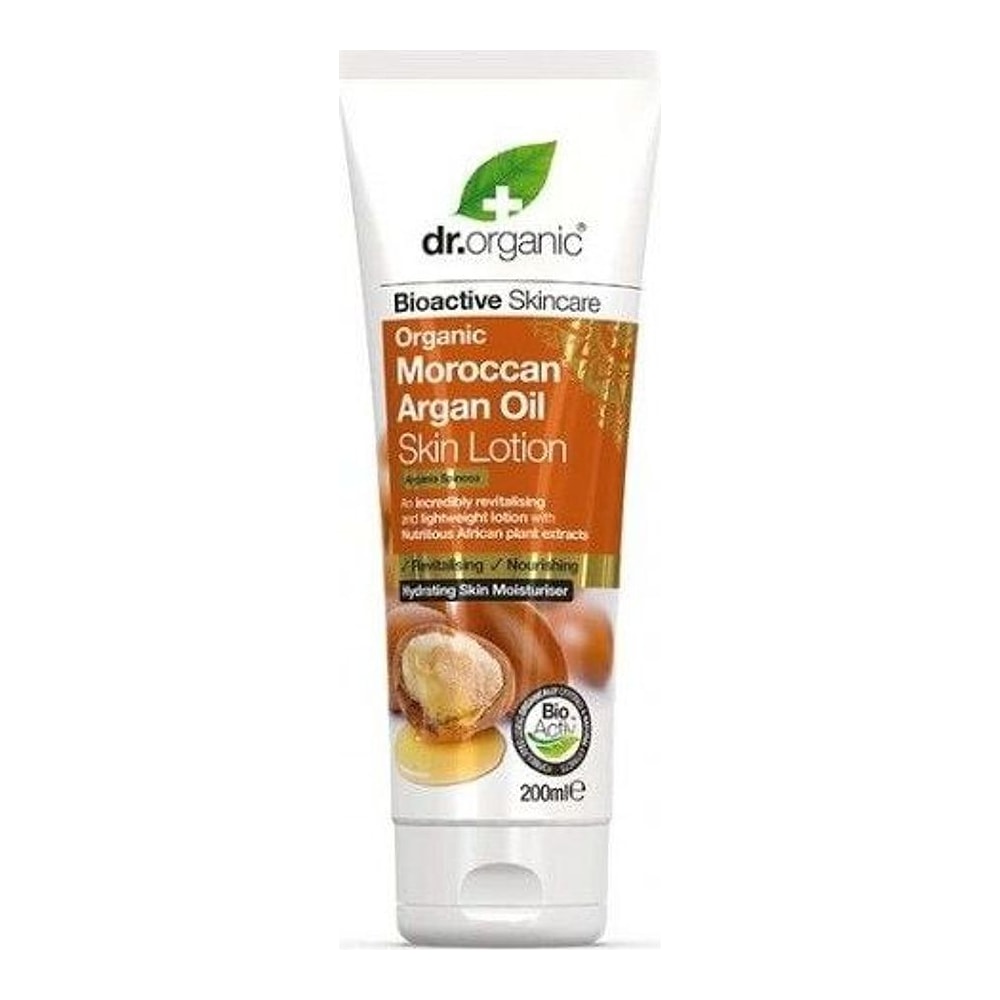 dr.organic®
Bioactive Skincare
Organic
Moroccan
Argan Oil
Skin Lotion
Argania Spinosa
An incredibly revitalising
and lightweight lotion with
Nutritious African plant extracts
✓ Revitalising ✓ Nourishing
Hydrating Skin Moisturiser
Bio
Activ
200ml℮